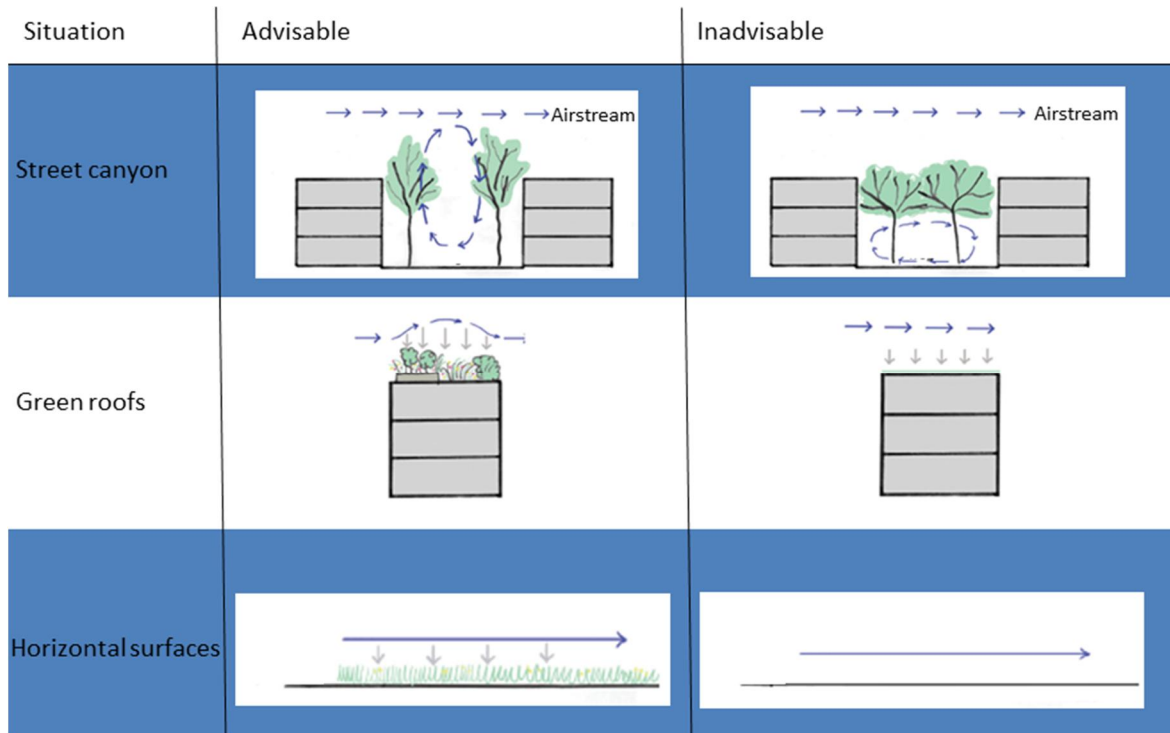 Situation
Advisable
Inadvisable
Street canyon
Airstream
Airstream
Green roofs
Horizontal surfaces